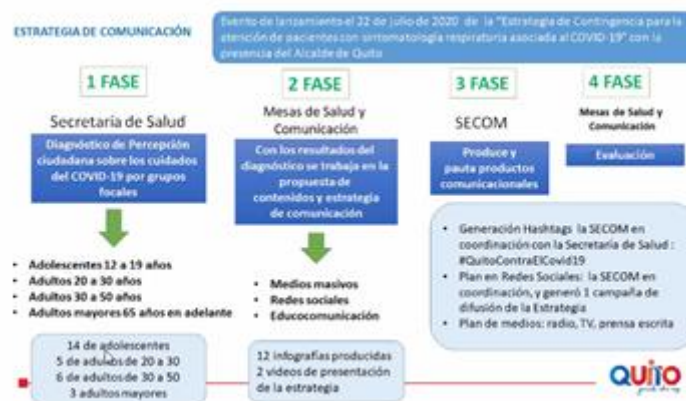 ESTRATEGIA DE COMUNICACIÓN
Evento de lanzamiento el 22 de julio de 2020 de la "Estrategia de Contingencia para la
atención de pacientes con sintomatología respiratoria asociada al COVID-19" con la
presencia del Alcalde de Quito
1 FASE
Secretaria de Salud
Diagnóstico de Percepción
ciudadana sobre los cuidados
del COVID-19 por grupos
focales
• Adolescentes 12 a 19 años
• Adultos 20 a 30 años
• Adultos 30 a 50 años
• Adultos mayores 65 años en adelante
14 de adolescentes
5 de adultos de 20 a 30
6 de adultos de 30 a 50
3 adultos mayores
2 FASE
Mesas de Salud y
Comunicación
Con los resultados del
diagnóstico se trabaja en la
propuesta de
contenidos y estrategia
de comunicación
• Medios masivos
• Redes sociales
• Educocomunicación
12 infografías producidas
2 videos de presentación
de la estrategia
3 FASE
SECOM
Produce y
pauta productos
comunicacionales
4 FASE
Mesas de Salud y
Comunicación
Evaluación
• Generación Hashtags la SECOM en
coordinación con la Secretaría de Salud :
#QuitoContraElCovid19
• Plan en Redes Sociales: la SECOM en
coordinación, y generó 1 campaña de
difusión de la Estrategia
• Plan de medios: radio, TV, prensa escrita
QUITO